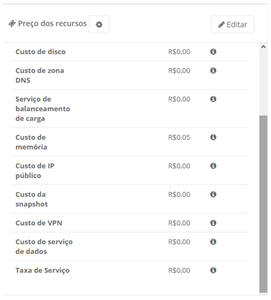 Preço dos recursos
Editar
Custo de disco R$0,00
Custo de zona
DNS R$0,00
Serviço de
balanceamento
de carga R$0,00
Custo de
memória R$0,05
Custo de IP
público R$0,00
Custo da
snapshot R$0,00
Custo de VPN R$0,00
Custo do serviço
de dados R$0,00
Taxa de Serviço R$0,00